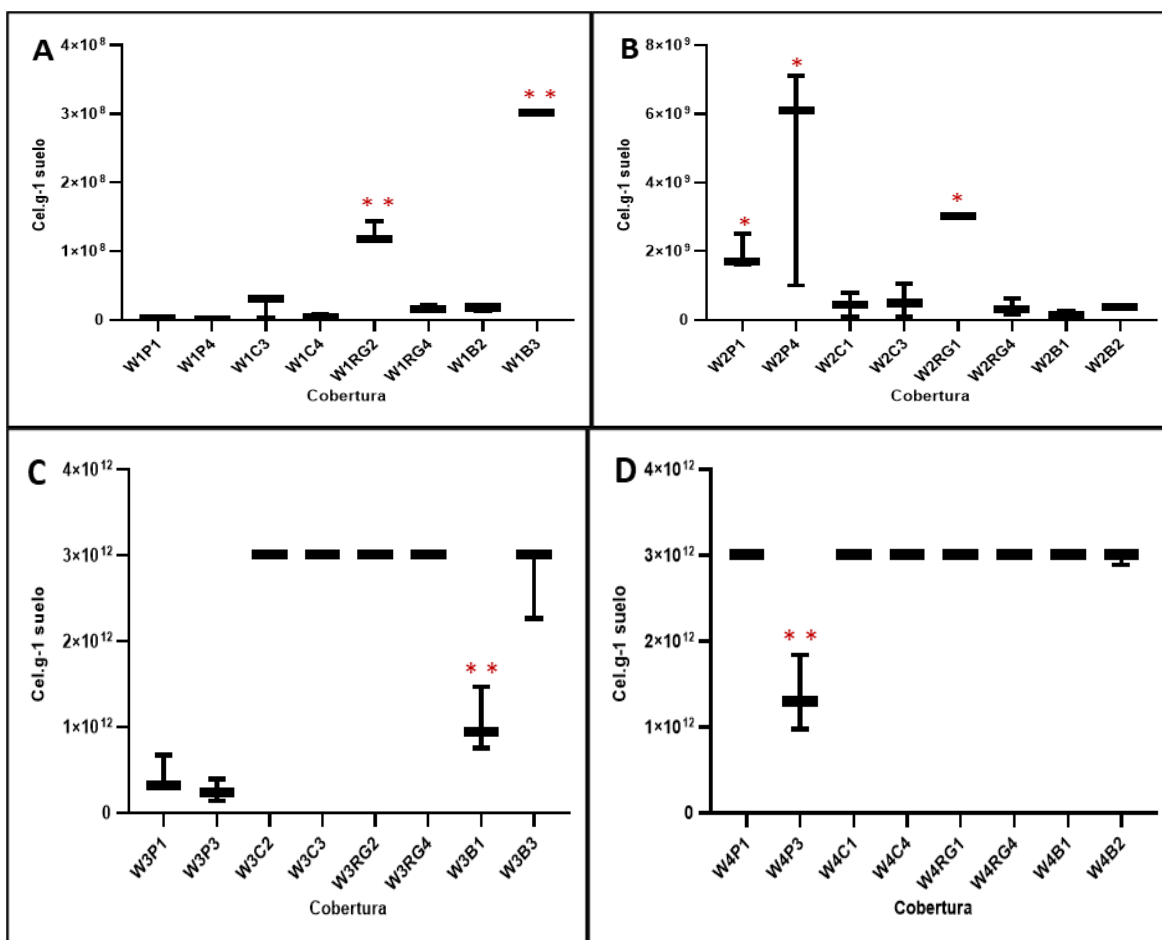 A
4×10⁸
3×10⁸
2×10⁸
1×10⁸
0
Cel.g-1 suelo
* *
* *
W1P1 W1P4 W1C3 W1C4 W1RG2 W1RG4 W1B2 W1B3
Cobertura
B
8×10⁹
6×10⁹
4×10⁹
2×10⁹
0
Cel.g-1 suelo
*
*
*
W2P1 W2P4 W2C1 W2C3 W2RG1 W2RG4 W2B1 W2B2
Cobertura
C
4×10¹²
3×10¹²
2×10¹²
1×10¹²
0
Cel.g-1 suelo
* *
W3P1 W3P3 W3C2 W3C3 W3RG2 W3RG4 W3B1 W3B3
Cobertura
D
4×10¹²
3×10¹²
2×10¹²
1×10¹²
0
Cel.g-1 suelo
* *
W4P1 W4P3 W4C1 W4C4 W4RG1 W4RG4 W4B1 W4B2
Cobertura